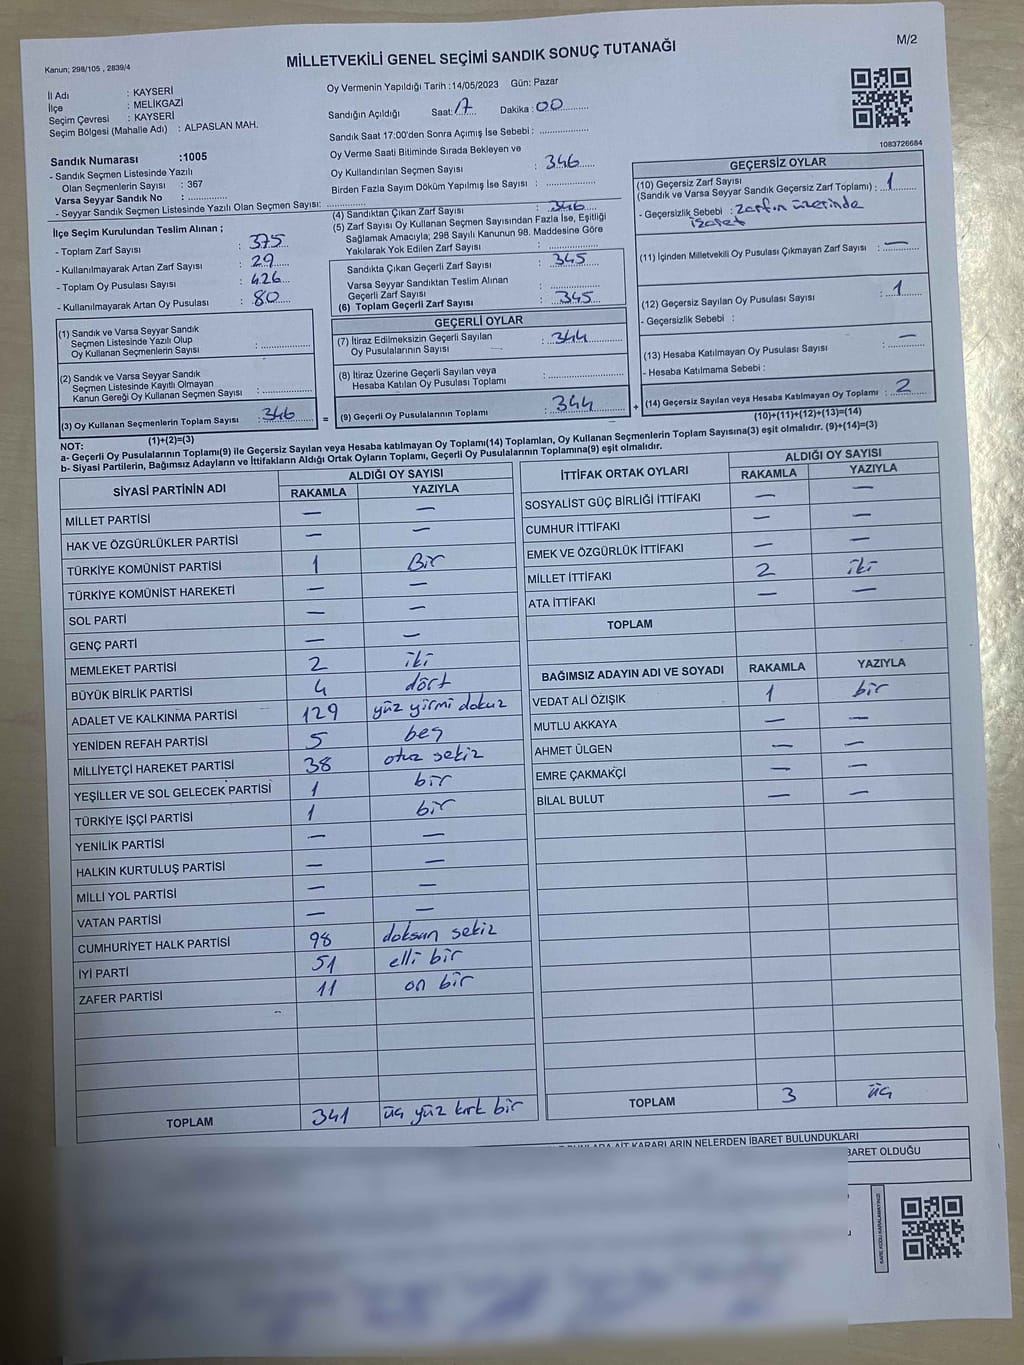 Kanun; 298/105 , 2839/4
MİLLETVEKİLİ GENEL SEÇİMİ SANDIK SONUÇ TUTANAĞI
M/2
İl Adı : KAYSERİ
İlçe : MELİKGAZİ
Seçim Çevresi : KAYSERİ
Seçim Bölgesi (Mahalle Adı) : ALPASLAN MAH.
Sandık Numarası :1005
- Sandık Seçmen Listesinde Yazılı
Olan Seçmenlerin Sayısı : 367
Varsa Seyyar Sandık No :
- Seyyar Sandık Seçmen Listesinde Yazılı Olan Seçmen Sayısı:
Oy Vermenin Yapıldığı Tarih :14/05/2023 Gün: Pazar
Sandığın Açıldığı Saat: 17 Dakika : 00
Sandık Saat 17:00'den Sonra Açımış İse Sebebi :
Oy Verme Saati Bitiminde Sırada Bekleyen ve
Oy Kullandırılan Seçmen Sayısı : 346
Birden Fazla Sayım Döküm Yapılmış İse Sayısı :
1083726684
İlçe Seçim Kurulundan Teslim Alınan ;
- Toplam Zarf Sayısı : 375
- Kullanılmayarak Artan Zarf Sayısı : 29
- Toplam Oy Pusulası Sayısı : 426
- Kullanılmayarak Artan Oy Pusulası : 80
(1) Sandık ve Varsa Seyyar Sandık
Seçmen Listesinde Yazılı Olup
Oy Kullanan Seçmenlerin Sayısı :
(2) Sandık ve Varsa Seyyar Sandık
Seçmen Listesinde Kayıtlı Olmayan
Kanun Gereği Oy Kullanan Seçmen Sayısı :
(3) Oy Kullanan Seçmenlerin Toplam Sayısı : 346
(1)+(2)=(3)
(4) Sandıktan Çıkan Zarf Sayısı : 346
(5) Zarf Sayısı Oy Kullanan Seçmen Sayısından Fazla İse, Eşitliği
Sağlamak Amacıyla; 298 Sayılı Kanunun 98. Maddesine Göre
Yakılarak Yok Edilen Zarf Sayısı :
Sandıkta Çıkan Geçerli Zarf Sayısı : 345
Varsa Seyyar Sandıktan Teslim Alınan
Geçerli Zarf Sayısı :
(6) Toplam Geçerli Zarf Sayısı : 345
GEÇERLİ OYLAR
(7) İtiraz Edilmeksizin Geçerli Sayılan
Oy Pusulalarının Sayısı : 344
(8) İtiraz Üzerine Geçerli Sayılan veya
Hesaba Katılan Oy Pusulası Toplamı :
= (9) Geçerli Oy Pusulalarının Toplamı : 344 +
GEÇERSİZ OYLAR
(10) Geçersiz Zarf Sayısı
(Sandık ve Varsa Seyyar Sandık Geçersiz Zarf Toplamı) : 1
- Geçersizlik Sebebi : Zarfın üzerinde
izaret
(11) İçinden Milletvekili Oy Pusulası Çıkmayan Zarf Sayısı : —
(12) Geçersiz Sayılan Oy Pusulası Sayısı : 1
- Geçersizlik Sebebi :
(13) Hesaba Katılmayan Oy Pusulası Sayısı : —
- Hesaba Katılmama Sebebi :
(14) Geçersiz Sayılan veya Hesaba Katılmayan Oy Toplamı : 2
(10)+(11)+(12)+(13)=(14)
NOT:
a- Geçerli Oy Pusulalarının Toplamı(9) ile Geçersiz Sayılan veya Hesaba katılmayan Oy Toplamı(14) Toplamları, Oy Kullanan Seçmenlerin Toplam Sayısına(3) eşit olmalıdır. (9)+(14)=(3)
b- Siyasi Partilerin, Bağımsız Adayların ve İttifakların Aldığı Ortak Oyların Toplamı, Geçerli Oy Pusulalarının Toplamına(9) eşit olmalıdır.
SİYASİ PARTİNİN ADI ALDIĞI OY SAYISI
RAKAMLA YAZIYLA
MİLLET PARTİSİ — —
HAK VE ÖZGÜRLÜKLER PARTİSİ — —
TÜRKİYE KOMÜNİST PARTİSİ 1 Bir
TÜRKİYE KOMÜNİST HAREKETİ — —
SOL PARTİ — —
GENÇ PARTİ — —
MEMLEKET PARTİSİ 2 iki
BÜYÜK BİRLİK PARTİSİ 4 dört
ADALET VE KALKINMA PARTİSİ 129 yüz yirmi dokuz
YENİDEN REFAH PARTİSİ 5 beş
MİLLİYETÇİ HAREKET PARTİSİ 38 otuz sekiz
YEŞİLLER VE SOL GELECEK PARTİSİ 1 bir
TÜRKİYE İŞÇİ PARTİSİ 1 bir
YENİLİK PARTİSİ — —
HALKIN KURTULUŞ PARTİSİ — —
MİLLİ YOL PARTİSİ — —
VATAN PARTİSİ — —
CUMHURİYET HALK PARTİSİ 98 doksan sekiz
İYİ PARTİ 51 elli bir
ZAFER PARTİSİ 11 on bir
TOPLAM 341 üç yüz kırk bir
İTTİFAK ORTAK OYLARI ALDIĞI OY SAYISI
RAKAMLA YAZIYLA
SOSYALİST GÜÇ BİRLİĞİ İTTİFAKI — —
CUMHUR İTTİFAKI — —
EMEK VE ÖZGÜRLÜK İTTİFAKI — —
MİLLET İTTİFAKI 2 iki
ATA İTTİFAKI — —
TOPLAM
BAĞIMSIZ ADAYIN ADI VE SOYADI RAKAMLA YAZIYLA
VEDAT ALİ ÖZIŞIK 1 bir
MUTLU AKKAYA — —
AHMET ÜLGEN — —
EMRE ÇAKMAKÇİ — —
BİLAL BULUT — —
TOPLAM 3 üç
AİT KARARLARIN NELERDEN İBARET BULUNDUKLARI
BARET OLDUĞU